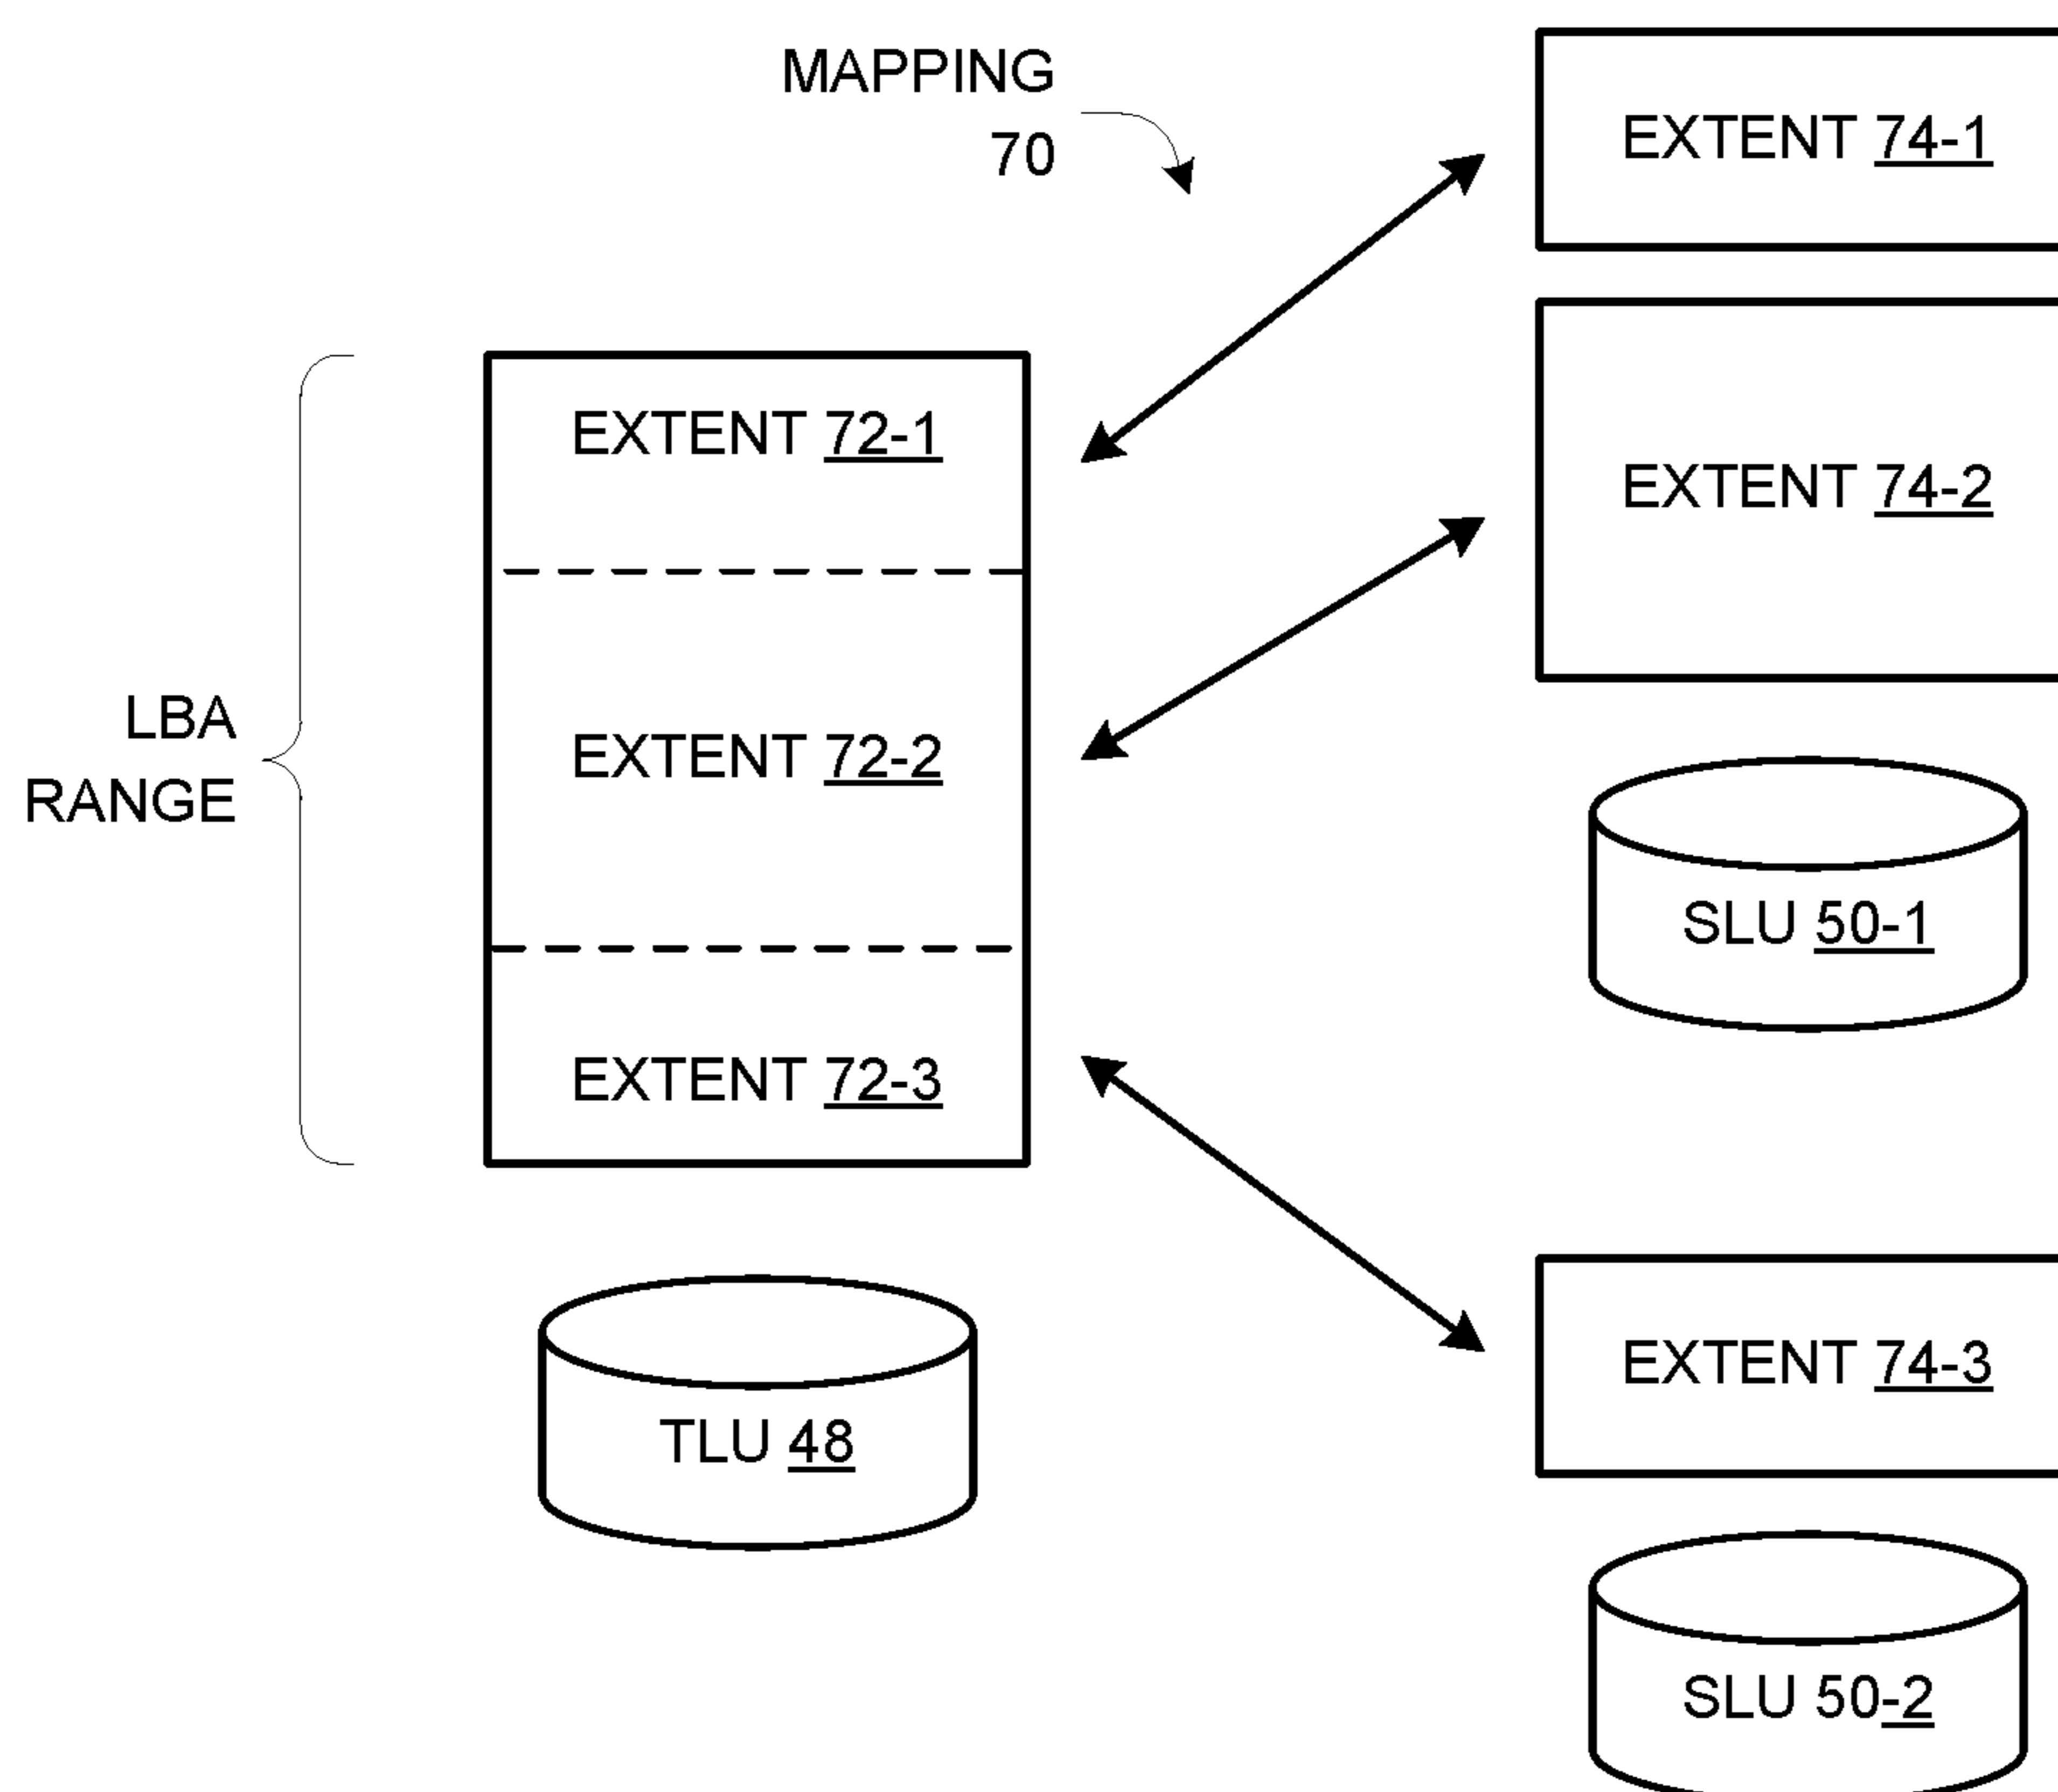 MAPPING
70
EXTENT 74-1
EXTENT 72-1
EXTENT 74-2
LBA
RANGE
EXTENT 72-2
SLU 50-1
EXTENT 72-3
EXTENT 74-3
TLU 48
SLU 50-2